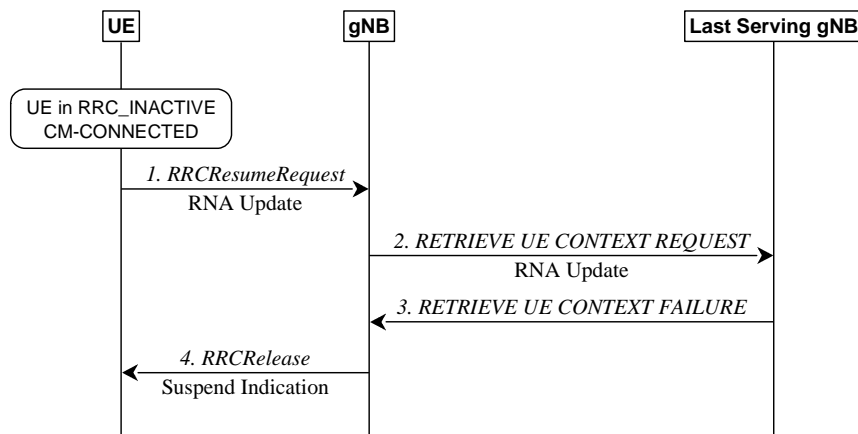 UE
gNB
Last Serving gNB
UE in RRC_INACTIVE
CM-CONNECTED
1. RRCResumeRequest
RNA Update
2. RETRIEVE UE CONTEXT REQUEST
RNA Update
3. RETRIEVE UE CONTEXT FAILURE
4. RRCRelease
Suspend Indication